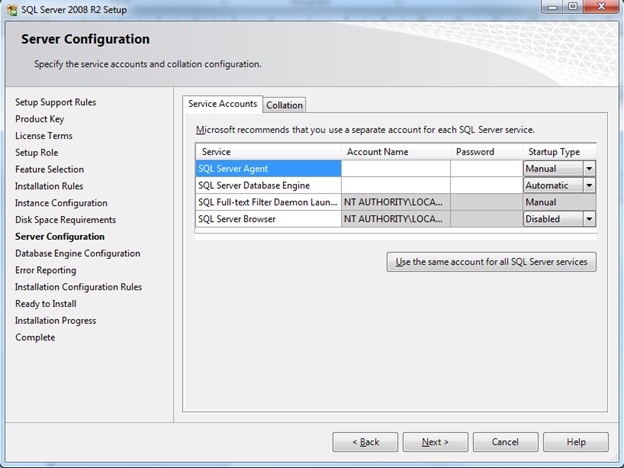 SQL Server 2008 R2 Setup
Server Configuration
Specify the service accounts and collation configuration.
Setup Support Rules
Product Key
License Terms
Setup Role
Feature Selection
Installation Rules
Instance Configuration
Disk Space Requirements
Server Configuration
Database Engine Configuration
Error Reporting
Installation Configuration Rules
Ready to Install
Installation Progress
Complete
Service Accounts Collation
Microsoft recommends that you use a separate account for each SQL Server service.
Service Account Name Password Startup Type
SQL Server Agent Manual
SQL Server Database Engine Automatic
SQL Full-text Filter Daemon Laun... NT AUTHORITY\LOCA... Manual
SQL Server Browser NT AUTHORITY\LOCA... Disabled
Use the same account for all SQL Server services
< Back Next > Cancel Help